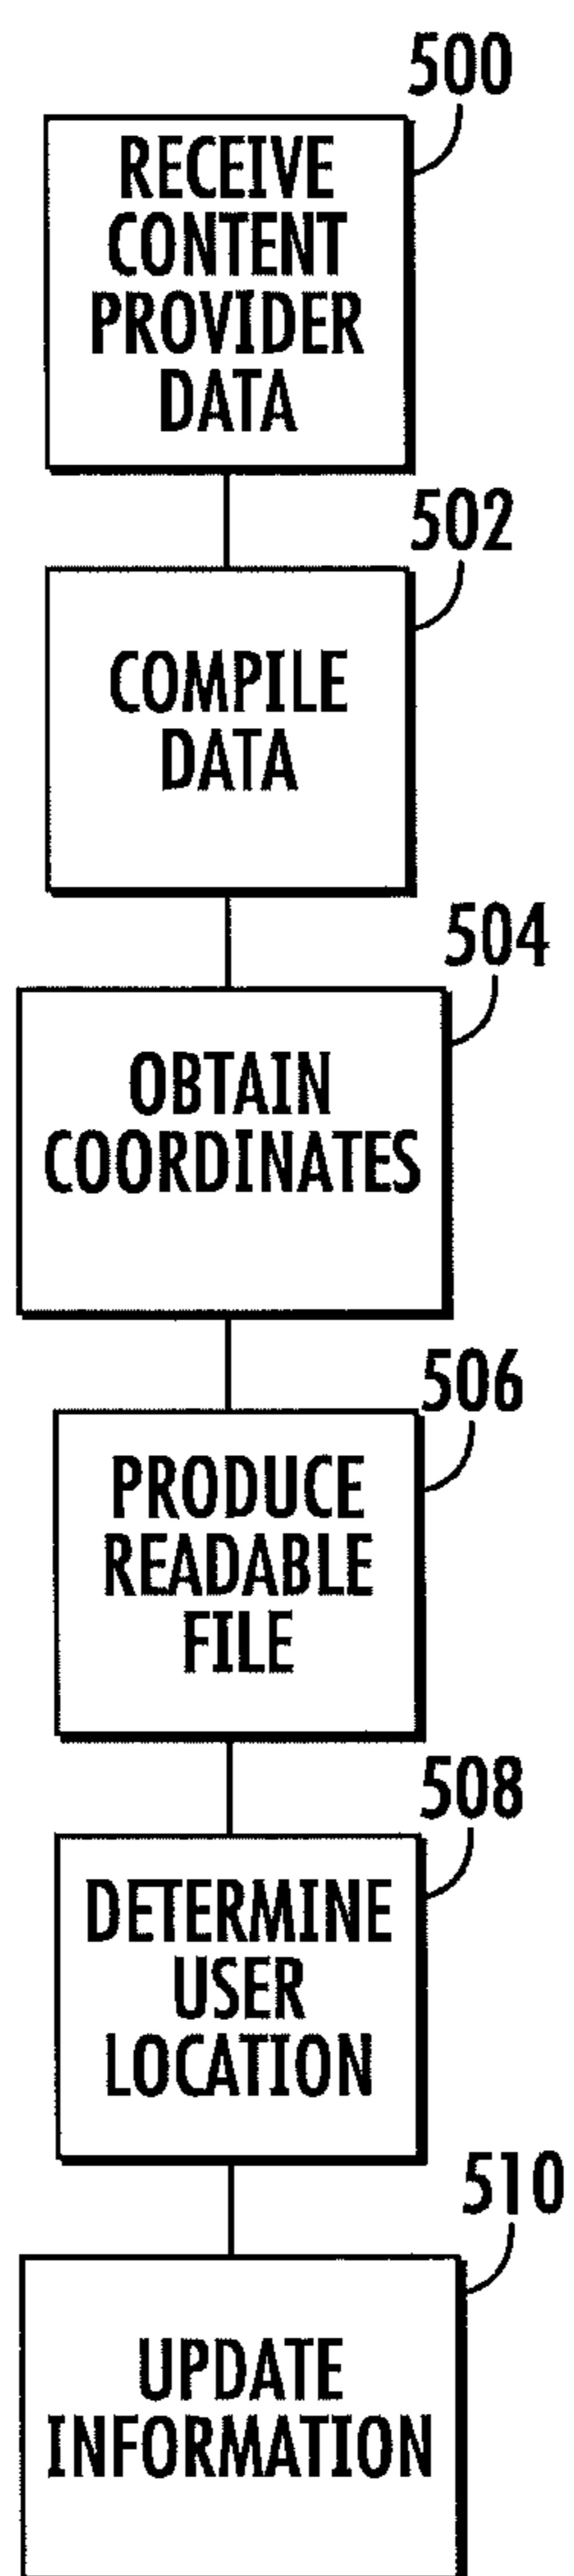 500
RECEIVE
CONTENT
PROVIDER
DATA
502
COMPILE
DATA
504
OBTAIN
COORDINATES
506
PRODUCE
READABLE
FILE
508
DETERMINE
USER
LOCATION
510
UPDATE
INFORMATION